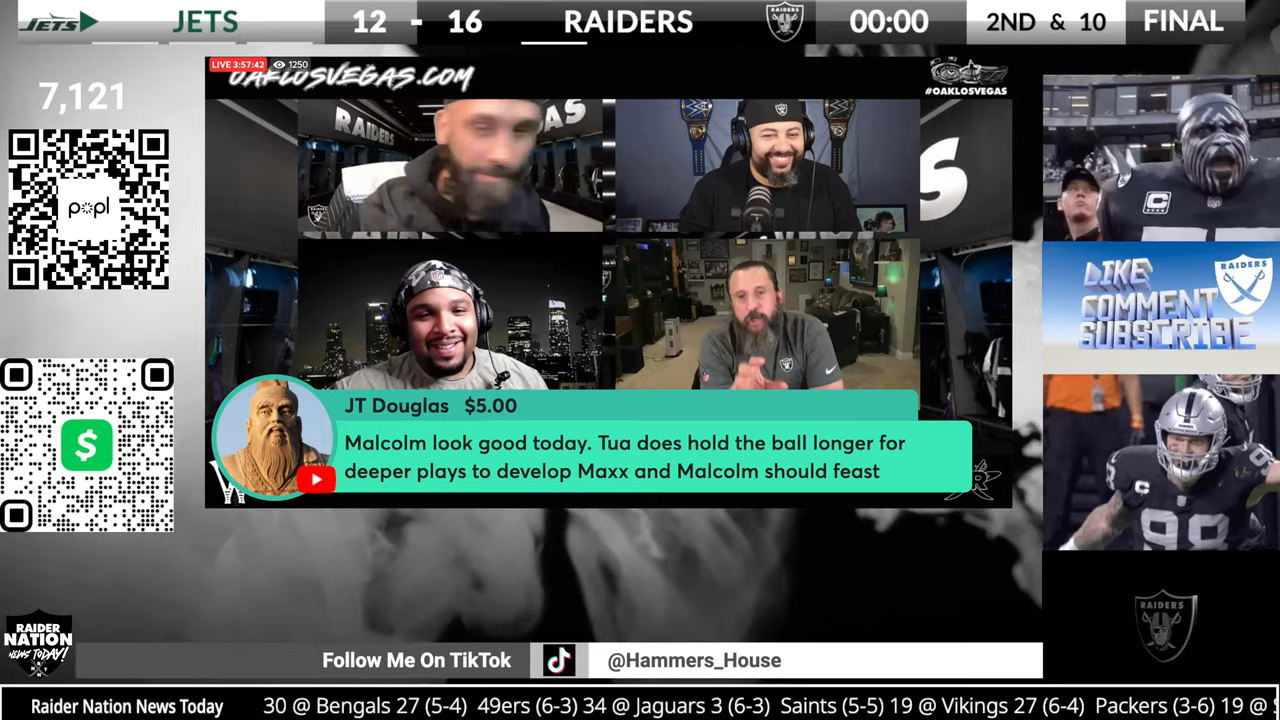 JETS JETS 12 - 16 RAIDERS RAIDERS 00:00 2ND & 10 FINAL
LIVE 3:57:42 1250
OAKLOSVEGAS.COM
#OAKLOSVEGAS
7,121
popl
RAIDERS
AS
S
C
LIKE
COMMENT
SUBSCRIBE
RAIDERS
$
JT Douglas $5.00
Malcolm look good today. Tua does hold the ball longer for
deeper plays to develop Maxx and Malcolm should feast
C
98
RAIDERS
RAIDER
NATION
NEWS TODAY!
Follow Me On TikTok @Hammers_House
Raider Nation News Today 30 @ Bengals 27 (5-4) 49ers (6-3) 34 @ Jaguars 3 (6-3) Saints (5-5) 19 @ Vikings 27 (6-4) Packers (3-6) 19 @